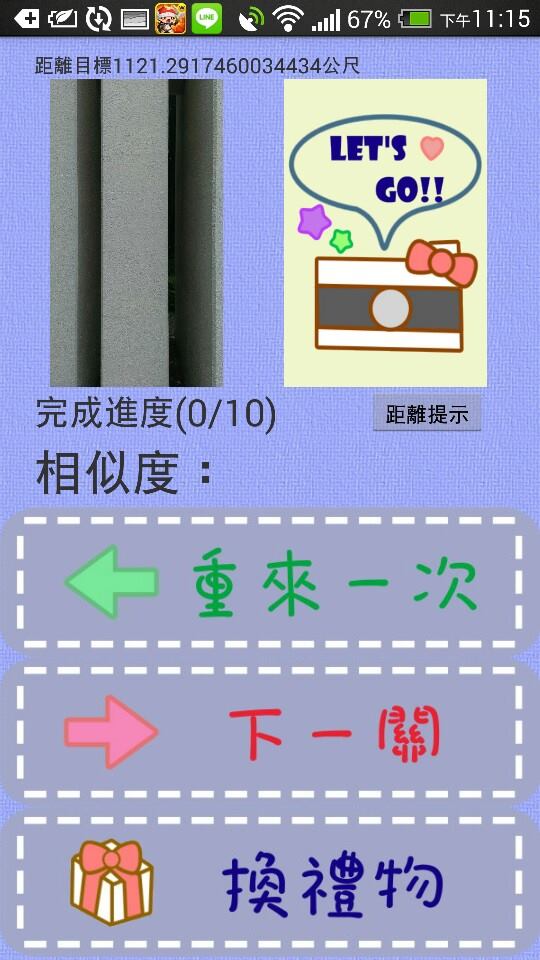 67% 下午11:15
LINE
距離目標1121.2917460034434公尺
LET'S
GO!!
完成進度(0/10)
距離提示
相似度：
重來一次
下一關
換禮物